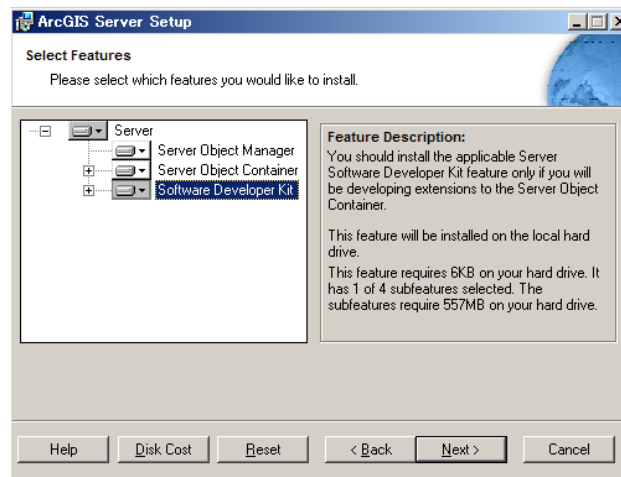 ArcGIS Server Setup
Select Features
Please select which features you would like to install.
Server
Server Object Manager
Server Object Container
Software Developer Kit
Feature Description:
You should install the applicable Server
Software Developer Kit feature only if you will
be developing extensions to the Server Object
Container.
This feature will be installed on the local hard
drive.
This feature requires 6KB on your hard drive. It
has 1 of 4 subfeatures selected. The
subfeatures require 557MB on your hard drive.
Help
Disk Cost
Reset
< Back
Next >
Cancel